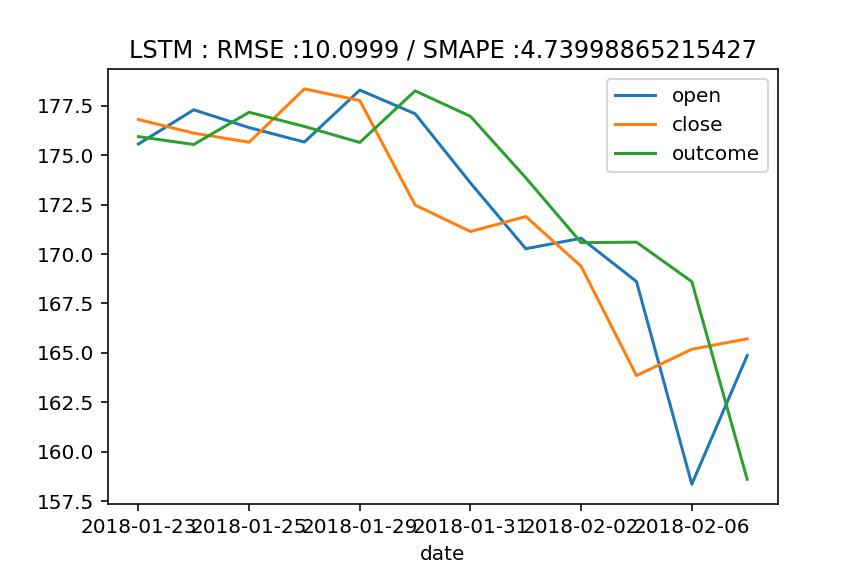 LSTM : RMSE :10.0999 / SMAPE :4.73998865215427
open
close
outcome
177.5
175.0
172.5
170.0
167.5
165.0
162.5
160.0
157.5
2018-01-23 2018-01-25 2018-01-29 2018-01-31 2018-02-02 2018-02-06
date